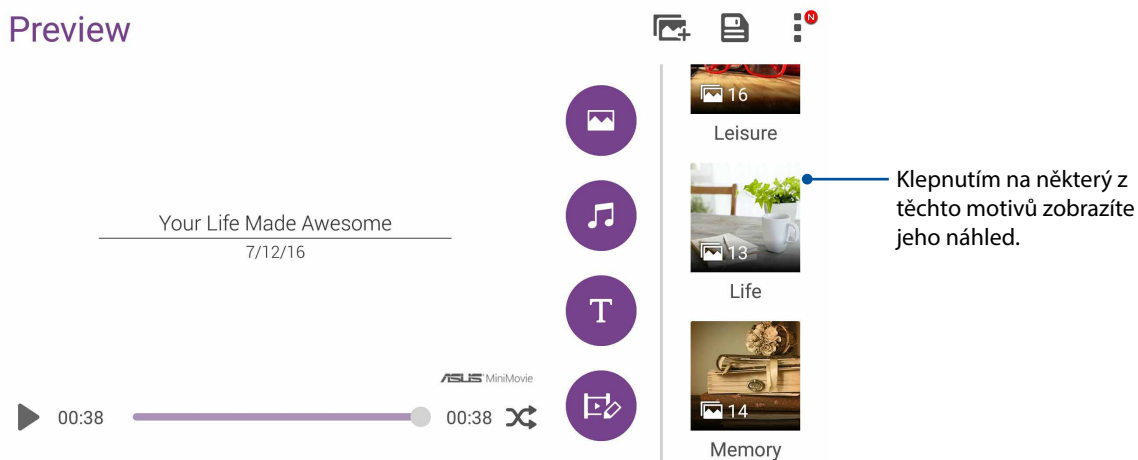 Preview
N
16
Leisure
Klepnutím na některý z
těchto motivů zobrazíte
jeho náhled.
Your Life Made Awesome
7/12/16
13
Life
T
ASUS MiniMovie
00:38
00:38
14
Memory